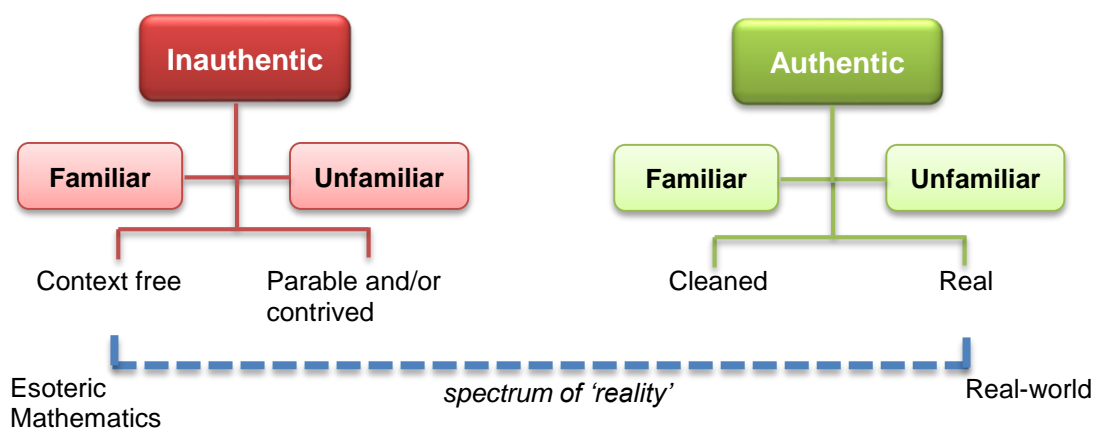 Inauthentic
Authentic
Familiar
Unfamiliar
Familiar
Unfamiliar
Context free
Parable and/or
contrived
Cleaned
Real
Esoteric
Mathematics
spectrum of ‘reality’
Real-world